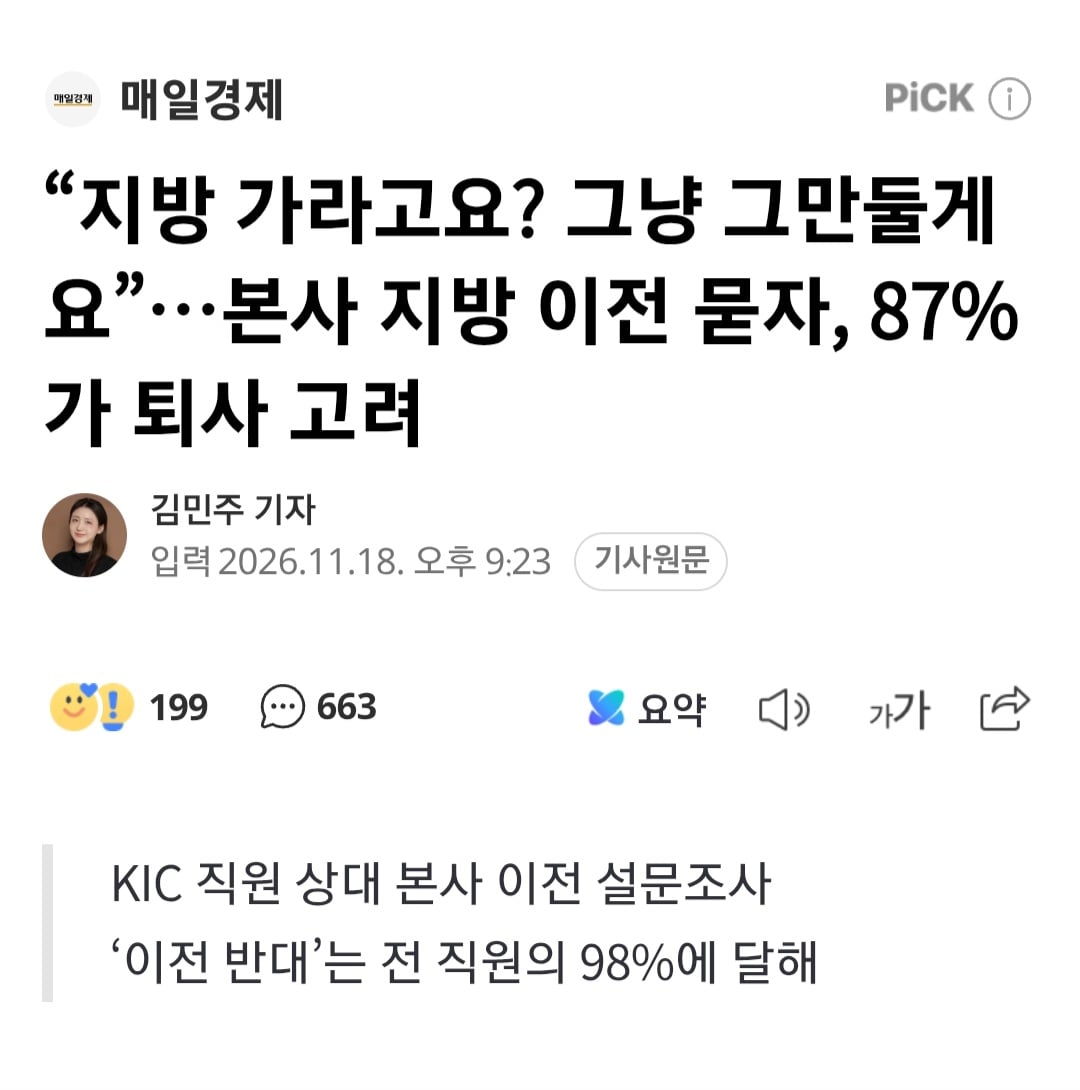 매일경제
매일경제
PiCK
“지방 가라고요? 그냥 그만둘게
요”…본사 지방 이전 묻자, 87%
가 퇴사 고려
김민주 기자
입력 2026.11.18. 오후 9:23
기사원문
199
663
요약
가가
KIC 직원 상대 본사 이전 설문조사
‘이전 반대’는 전 직원의 98%에 달해